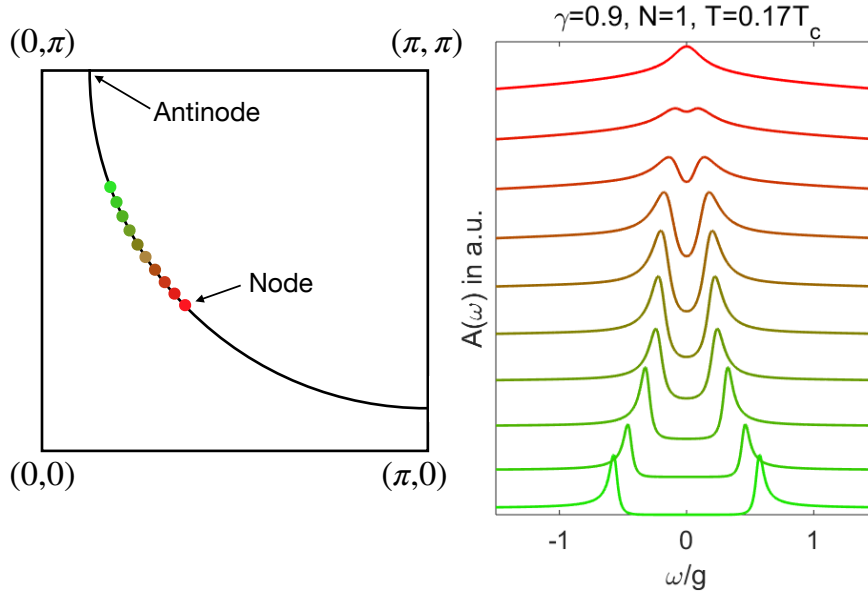 (0,π)
(π, π)
Antinode
Node
(0,0)
(π,0)
γ=0.9, N=1, T=0.17T_c
A(ω) in a.u.
-1
0
1
ω/g